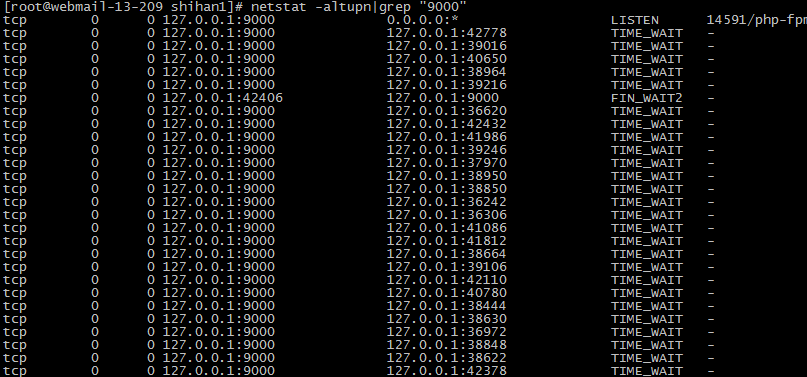 [root@webmail-13-209 shihan1]# netstat -altupn|grep "9000"
tcp 0 0 127.0.0.1:9000 0.0.0.0:* LISTEN 14591/php-fpm
tcp 0 0 127.0.0.1:9000 127.0.0.1:42778 TIME_WAIT -
tcp 0 0 127.0.0.1:9000 127.0.0.1:39016 TIME_WAIT -
tcp 0 0 127.0.0.1:9000 127.0.0.1:40650 TIME_WAIT -
tcp 0 0 127.0.0.1:9000 127.0.0.1:38964 TIME_WAIT -
tcp 0 0 127.0.0.1:9000 127.0.0.1:39216 TIME_WAIT -
tcp 0 0 127.0.0.1:42406 127.0.0.1:9000 FIN_WAIT2 -
tcp 0 0 127.0.0.1:9000 127.0.0.1:36620 TIME_WAIT -
tcp 0 0 127.0.0.1:9000 127.0.0.1:42432 TIME_WAIT -
tcp 0 0 127.0.0.1:9000 127.0.0.1:41986 TIME_WAIT -
tcp 0 0 127.0.0.1:9000 127.0.0.1:39246 TIME_WAIT -
tcp 0 0 127.0.0.1:9000 127.0.0.1:37970 TIME_WAIT -
tcp 0 0 127.0.0.1:9000 127.0.0.1:38950 TIME_WAIT -
tcp 0 0 127.0.0.1:9000 127.0.0.1:38850 TIME_WAIT -
tcp 0 0 127.0.0.1:9000 127.0.0.1:36242 TIME_WAIT -
tcp 0 0 127.0.0.1:9000 127.0.0.1:36306 TIME_WAIT -
tcp 0 0 127.0.0.1:9000 127.0.0.1:41086 TIME_WAIT -
tcp 0 0 127.0.0.1:9000 127.0.0.1:41812 TIME_WAIT -
tcp 0 0 127.0.0.1:9000 127.0.0.1:38664 TIME_WAIT -
tcp 0 0 127.0.0.1:9000 127.0.0.1:39106 TIME_WAIT -
tcp 0 0 127.0.0.1:9000 127.0.0.1:42110 TIME_WAIT -
tcp 0 0 127.0.0.1:9000 127.0.0.1:40780 TIME_WAIT -
tcp 0 0 127.0.0.1:9000 127.0.0.1:38444 TIME_WAIT -
tcp 0 0 127.0.0.1:9000 127.0.0.1:38630 TIME_WAIT -
tcp 0 0 127.0.0.1:9000 127.0.0.1:36972 TIME_WAIT -
tcp 0 0 127.0.0.1:9000 127.0.0.1:38848 TIME_WAIT -
tcp 0 0 127.0.0.1:9000 127.0.0.1:38622 TIME_WAIT -
tcp 0 0 127.0.0.1:9000 127.0.0.1:42378 TIME_WAIT -